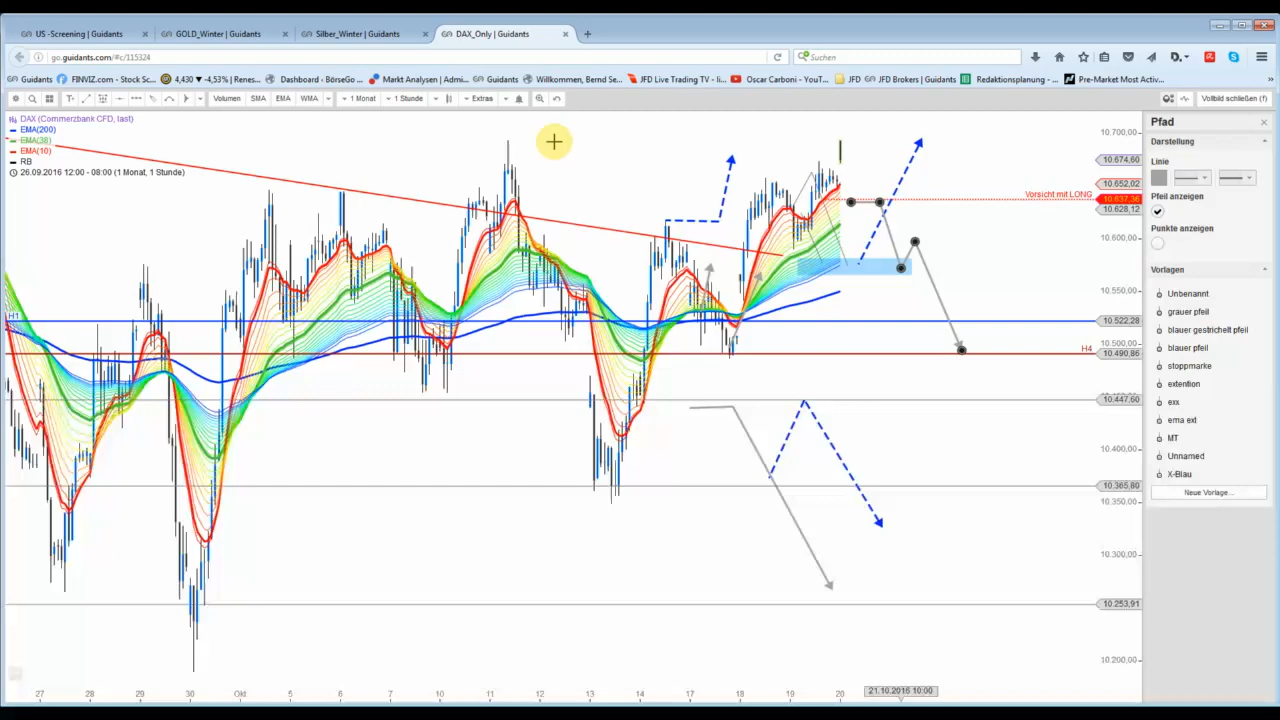 US -Screening | Guidants
GOLD_Winter | Guidants
Silber_Winter | Guidants
DAX_Only | Guidants
go.guidants.com/#c/115324
Suchen
Guidants
FINVIZ.com - Stock Sc...
4,430 ▼ -4,53% | Renes...
Dashboard - BörseGo ...
Markt Analysen | Admi...
Guidants
Willkommen, Bernd Se...
JFD Live Trading TV - li...
Oscar Carboni - YouT...
JFD
JFD Brokers | Guidants
Redaktionsplanung - ...
Pre-Market Most Activ...
Volumen
SMA
EMA
WMA
1 Monat
1 Stunde
Extras
Vollbild schließen (f)
DAX (Commerzbank CFD, last)
EMA(200)
EMA(38)
EMA(10)
RB
26.09.2016 12:00 - 08:00 (1 Monat, 1 Stunde)
Vorsicht mit LONG
H1
H4
10.700,00
10.674,60
10.652,02
10.637,36
10.628,12
10.600,00
10.550,00
10.522,28
10.500,00
10.490,86
10.447,60
10.400,00
10.365,80
10.350,00
10.300,00
10.253,91
10.200,00
27
28
29
30
Okt
5
6
7
10
11
12
13
14
17
18
19
20
21.10.2016 10:00
Pfad
Darstellung
Linie
Pfeil anzeigen
Punkte anzeigen
Vorlagen
Unbenannt
grauer pfeil
blauer gestrichelt pfeil
blauer pfeil
stoppmarke
extention
exx
ema ext
MT
Unnamed
X-Blau
Neue Vorlage...